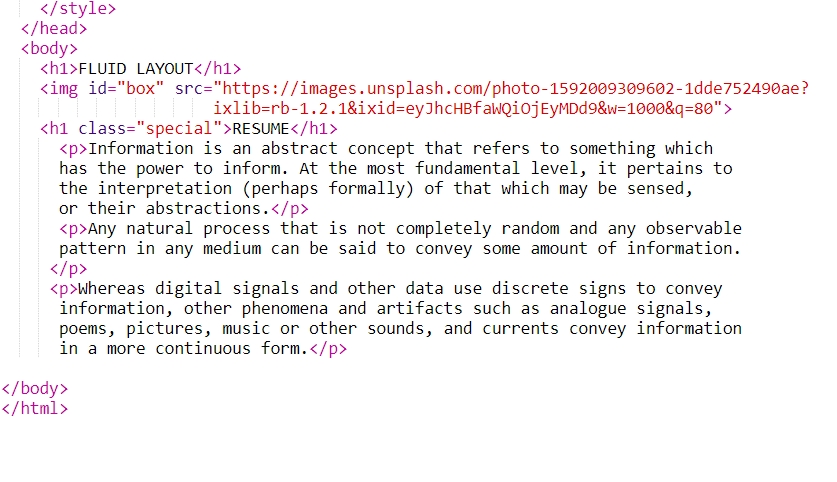 </style>
</head>
<body>
<h1>FLUID LAYOUT</h1>
<img id="box" src="https://images.unsplash.com/photo-1592009309602-1dde752490ae?
ixlib=rb-1.2.1&ixid=eyJhcHBfaWQiOjEyMDd9&w=1000&q=80">
<h1 class="special">RESUME</h1>
<p>Information is an abstract concept that refers to something which
has the power to inform. At the most fundamental level, it pertains to
the interpretation (perhaps formally) of that which may be sensed,
or their abstractions.</p>
<p>Any natural process that is not completely random and any observable
pattern in any medium can be said to convey some amount of information.
</p>
<p>Whereas digital signals and other data use discrete signs to convey
information, other phenomena and artifacts such as analogue signals,
poems, pictures, music or other sounds, and currents convey information
in a more continuous form.</p>
</body>
</html>